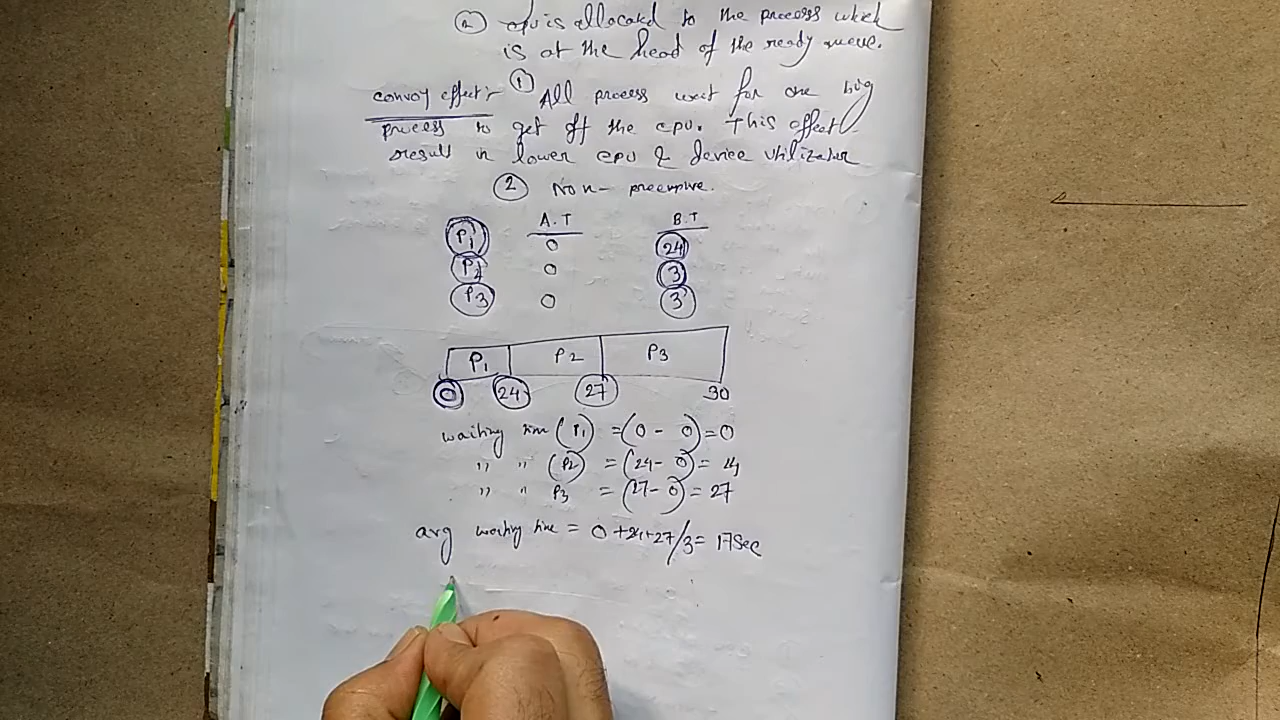 ② cpu is allocated to the process which
is at the head of the ready queue.
convoy effect:- ① All process wait for one big
process to get off the cpu. This effect
result in lower cpu & device utilization
② Non-preemptive.
A.T B.T
P1 0 24
P2 0 3
P3 0 3
P1 P2 P3
0 24 27 30
waiting time (P1) = (0 - 0) = 0
" " (P2) = (24 - 0) = 24
" " P3 = (27 - 0) = 27
avg waiting time = 0+24+27/3 = 17sec